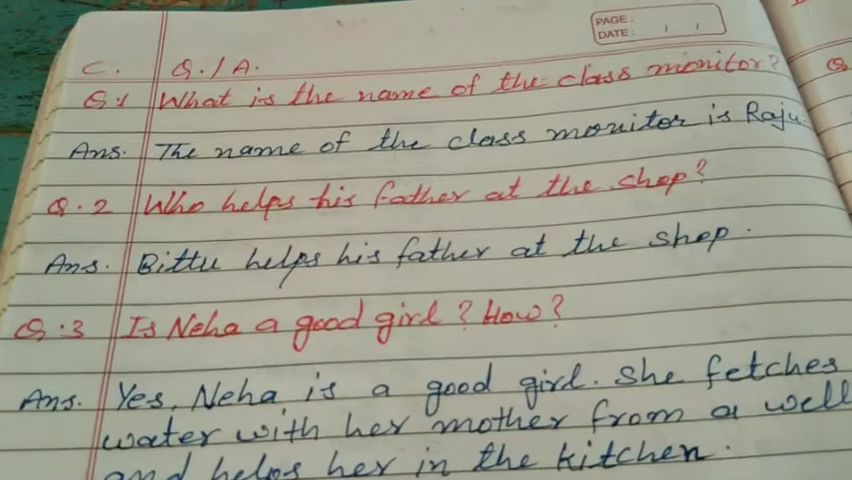 PAGE:
DATE: / /
C. Q./A.
Q.1 What is the name of the class monitor?
Ans. The name of the class monitor is Raju.
Q.2 Who helps his father at the shop?
Ans. Bittu helps his father at the shop.
Q.3 Is Neha a good girl? How?
Ans. Yes, Neha is a good girl. She fetches
water with her mother from a well
and helps her in the kitchen.
Q